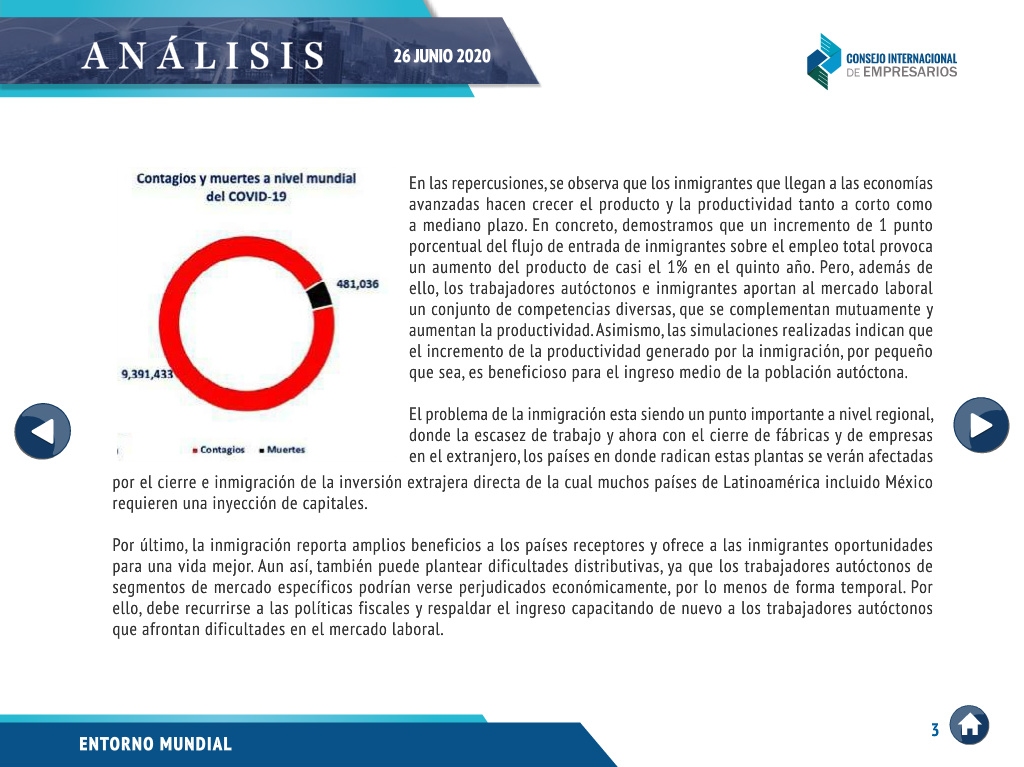 ANÁLISIS
26 JUNIO 2020
CONSEJO INTERNACIONAL
DE EMPRESARIOS
Contagios y muertes a nivel mundial
del COVID-19
481,036
9,391,433
Contagios Muertes
En las repercusiones, se observa que los inmigrantes que llegan a las economías
avanzadas hacen crecer el producto y la productividad tanto a corto como
a mediano plazo. En concreto, demostramos que un incremento de 1 punto
porcentual del flujo de entrada de inmigrantes sobre el empleo total provoca
un aumento del producto de casi el 1% en el quinto año. Pero, además de
ello, los trabajadores autóctonos e inmigrantes aportan al mercado laboral
un conjunto de competencias diversas, que se complementan mutuamente y
aumentan la productividad. Asimismo, las simulaciones realizadas indican que
el incremento de la productividad generado por la inmigración, por pequeño
que sea, es beneficioso para el ingreso medio de la población autóctona.
El problema de la inmigración esta siendo un punto importante a nivel regional,
donde la escasez de trabajo y ahora con el cierre de fábricas y de empresas
en el extranjero, los países en donde radican estas plantas se verán afectadas
por el cierre e inmigración de la inversión extrajera directa de la cual muchos países de Latinoamérica incluido México
requieren una inyección de capitales.
Por último, la inmigración reporta amplios beneficios a los países receptores y ofrece a las inmigrantes oportunidades
para una vida mejor. Aun así, también puede plantear dificultades distributivas, ya que los trabajadores autóctonos de
segmentos de mercado específicos podrían verse perjudicados económicamente, por lo menos de forma temporal. Por
ello, debe recurrirse a las políticas fiscales y respaldar el ingreso capacitando de nuevo a los trabajadores autóctonos
que afrontan dificultades en el mercado laboral.
3
ENTORNO MUNDIAL